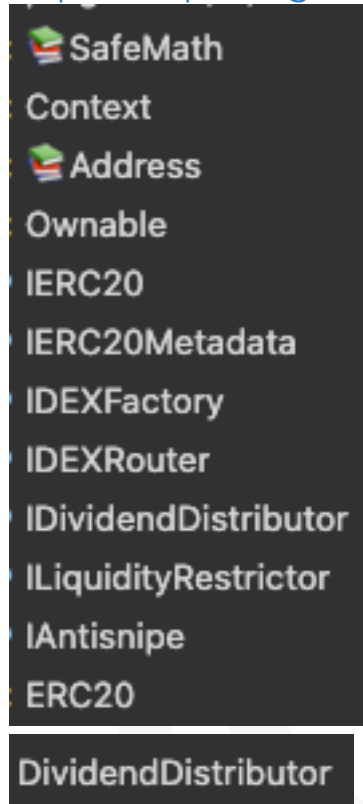 SafeMath
Context
Address
Ownable
IERC20
IERC20Metadata
IDEXFactory
IDEXRouter
IDividendDistributor
ILiquidityRestrictor
IAntisnipe
ERC20
DividendDistributor